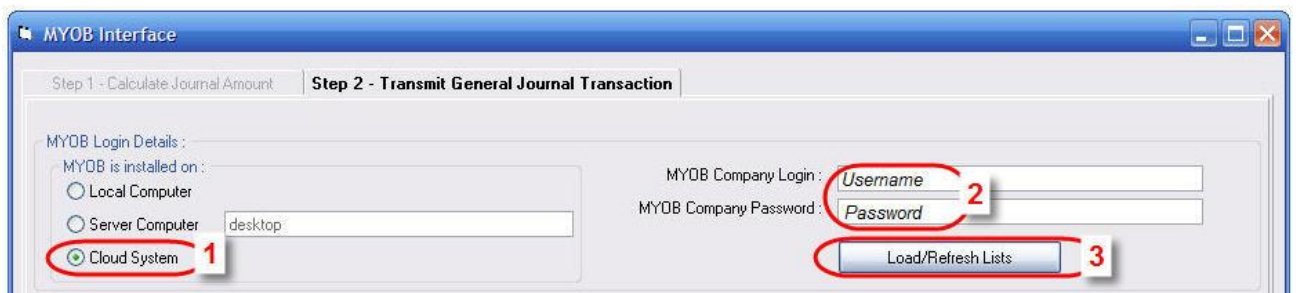 MYOB Interface
Step 1 - Calculate Journal Amount
Step 2 - Transmit General Journal Transaction
MYOB Login Details :
MYOB is installed on :
Local Computer
Server Computer
desktop
Cloud System
1
MYOB Company Login :
Username
MYOB Company Password :
Password
2
Load/Refresh Lists
3